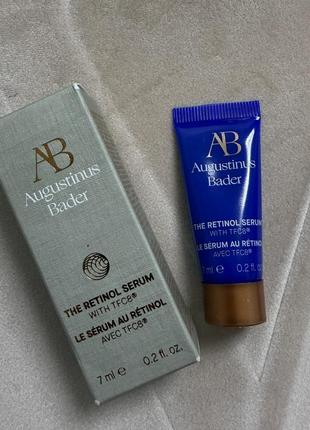 AB
Augustinus
Bader
THE RETINOL SERUM
WITH TFC8®
LE SÉRUM AU RÉTINOL
AVEC TFC8®
7 ml ℮ 0.2 fl. oz.
AB
Augustinus
Bader
THE RETINOL SERUM
WITH TFC8®
LE SÉRUM AU RÉTINOL
AVEC TFC8®
7 ml ℮ 0.2 fl. oz.